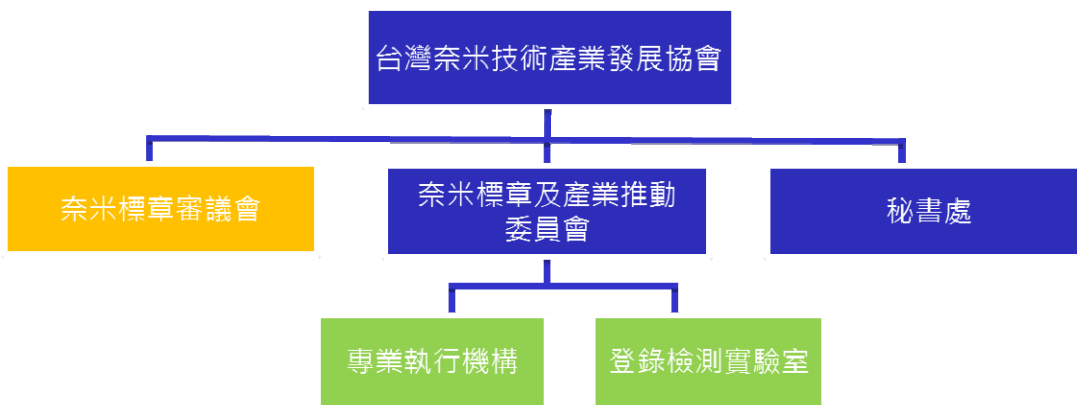 台灣奈米技術產業發展協會
奈米標章審議會
奈米標章及產業推動
委員會
秘書處
專業執行機構
登錄檢測實驗室